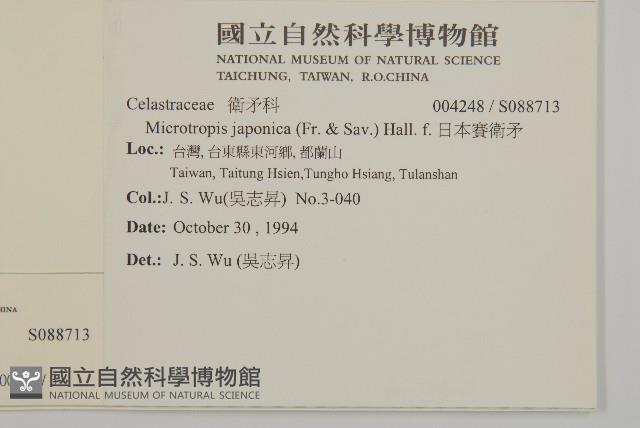 國立自然科學博物館
NATIONAL MUSEUM OF NATURAL SCIENCE
TAICHUNG, TAIWAN, R.O.CHINA
Celastraceae 衛矛科 004248 / S088713
Microtropis japonica (Fr. & Sav.) Hall. f. 日本賽衛矛
Loc.: 台灣, 台東縣東河鄉, 都蘭山
Taiwan, Taitung Hsien,Tungho Hsiang, Tulanshan
Col.:J. S. Wu(吳志昇) No.3-040
Date: October 30 , 1994
Det.: J. S. Wu (吳志昇)
S088713
國立自然科學博物館
NATIONAL MUSEUM OF NATURAL SCIENCE